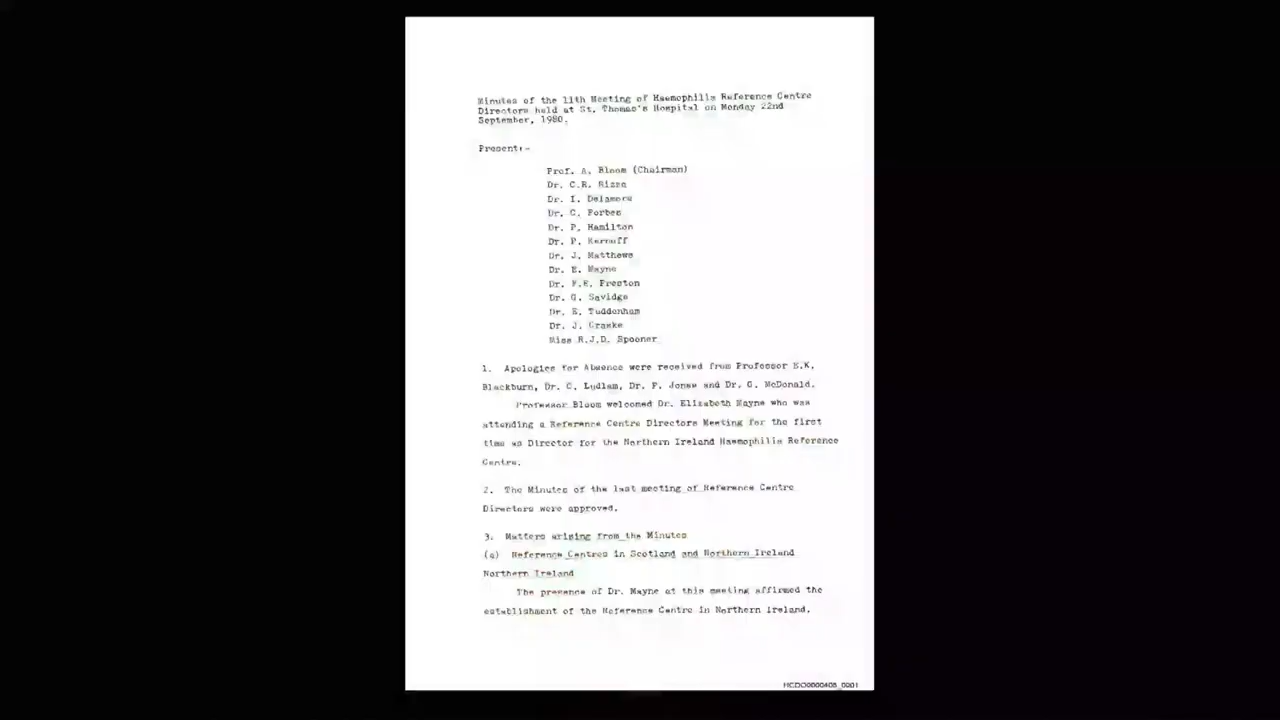 Minutes of the 11th Meeting of Haemophilia Reference Centre
Directors held at St. Thomas's Hospital on Monday 22nd
September, 1980.
Present:-
Prof. A. Bloom (Chairman)
Dr. C.R. Rizza
Dr. I. Delamore
Dr. C. Forbes
Dr. P. Hamilton
Dr. P. Kernoff
Dr. J. Matthews
Dr. E. Mayne
Dr. F.E. Preston
Dr. G. Savidge
Dr. E. Tuddenham
Dr. J. Craske
Miss R.J.D. Spooner
1. Apologies for Absence were received from Professor E.K.
Blackburn, Dr. C. Ludlam, Dr. P. Jones and Dr. G. McDonald.
Professor Bloom welcomed Dr. Elizabeth Mayne who was
attending a Reference Centre Directors Meeting for the first
time as Director for the Northern Ireland Haemophilia Reference
Centre.
2. The Minutes of the last meeting of Reference Centre
Directors were approved.
3. Matters arising from the Minutes
(a) Reference Centres in Scotland and Northern Ireland
Northern Ireland
The presence of Dr. Mayne at this meeting affirmed the
establishment of the Reference Centre in Northern Ireland.